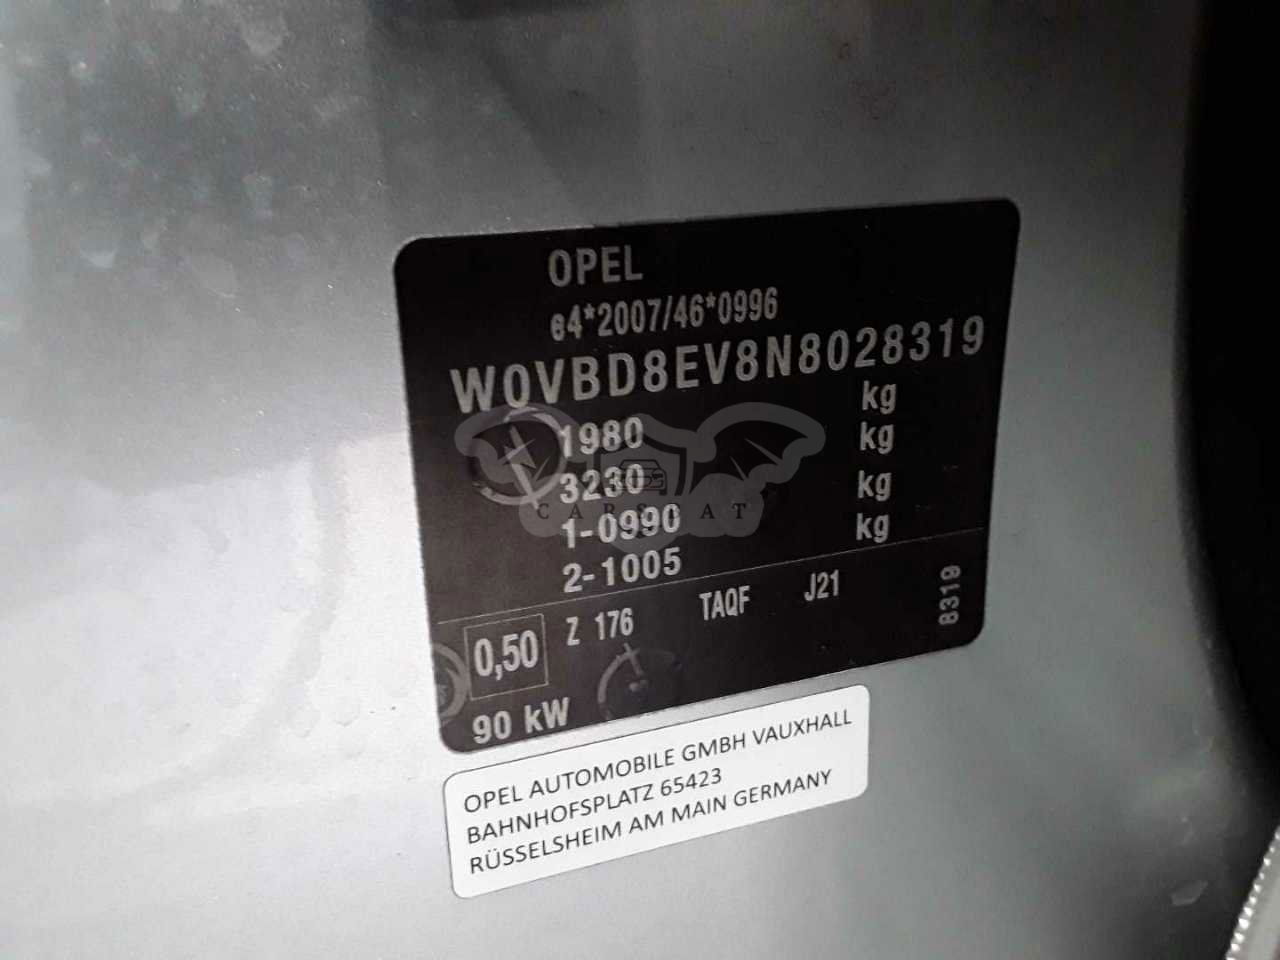 OPEL
e4*2007/46*0996
W0VBD8EV8N8028319
1980 kg
3230 kg
1-0990 kg
2-1005 kg
0,50 Z 176 TAQF J21 8319
90 kW
CARSCAT
OPEL AUTOMOBILE GMBH VAUXHALL
BAHNHOFSPLATZ 65423
RÜSSELSHEIM AM MAIN GERMANY